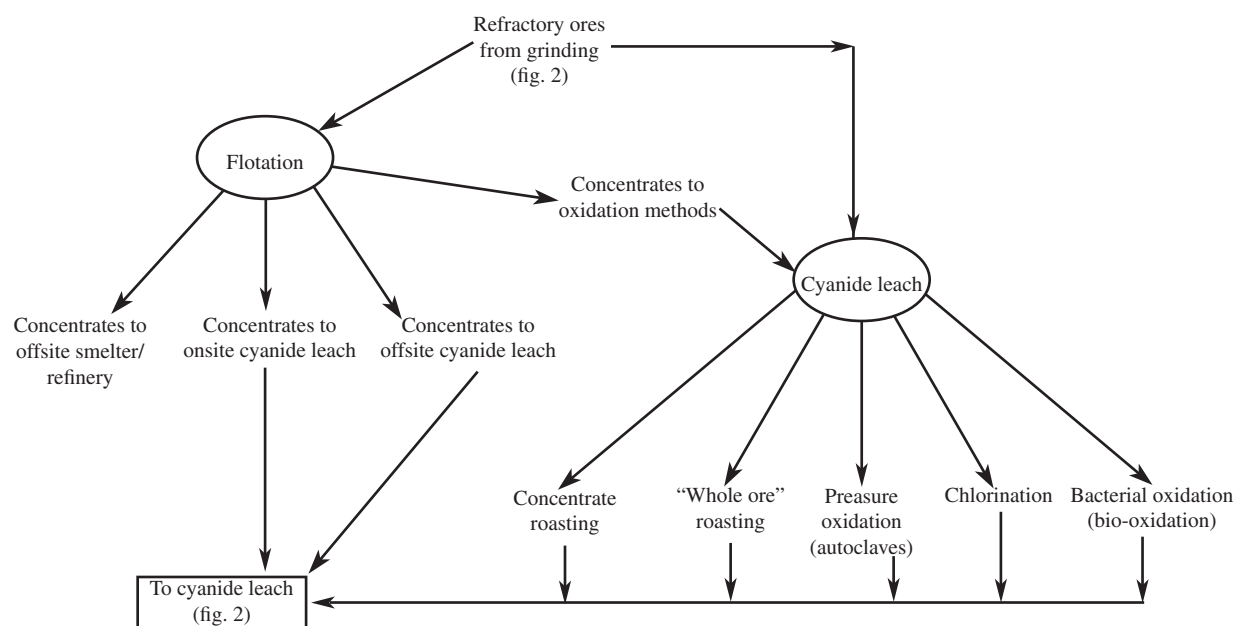 Refractory ores
from grinding
(fig. 2)
Flotation
Concentrates to
oxidation methods
Cyanide leach
Concentrates to
offsite smelter/
refinery
Concentrates to
onsite cyanide leach
Concentrates to
offsite cyanide leach
Concentrate
roasting
“Whole ore”
roasting
Preasure
oxidation
(autoclaves)
Chlorination
Bacterial oxidation
(bio-oxidation)
To cyanide leach
(fig. 2)